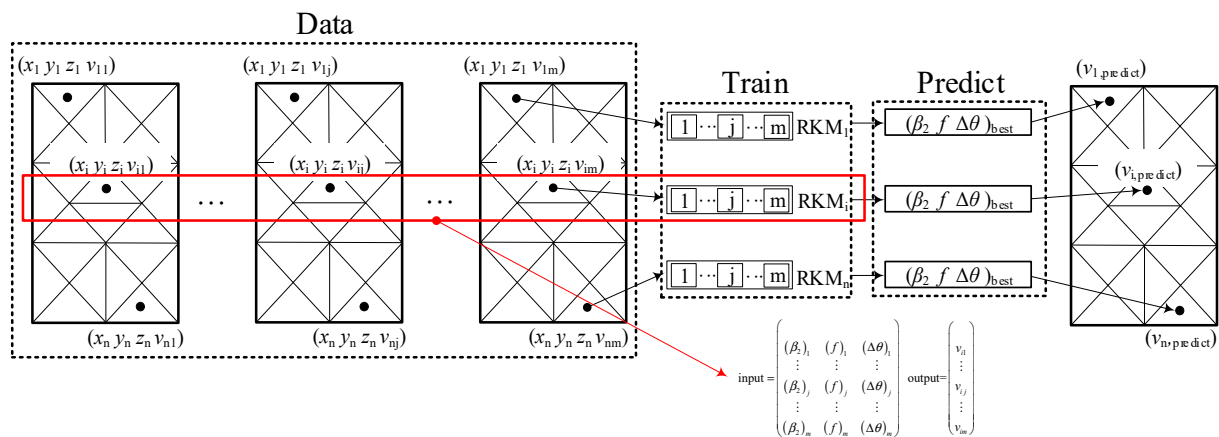 Data
(x₁ y₁ z₁ v₁₁)
(x₁ y₁ z₁ v₁ⱼ)
(x₁ y₁ z₁ v₁ₘ)
(xᵢ yᵢ zᵢ vᵢ₁)
(xᵢ yᵢ zᵢ vᵢⱼ)
(xᵢ yᵢ zᵢ vᵢₘ)
...
...
(xₙ yₙ zₙ vₙ₁)
(xₙ yₙ zₙ vₙⱼ)
(xₙ yₙ zₙ vₙₘ)
Train
1 ··· j ··· m RKM₁
1 ··· j ··· m RKMᵢ
1 ··· j ··· m RKMₙ
Predict
(β₂ f Δθ)best
(β₂ f Δθ)best
(β₂ f Δθ)best
(v₁,predict)
(vᵢ,predict)
(vₙ,predict)
input = ( (β₂)₁ (f)₁ (Δθ)₁
⋮ ⋮ ⋮
(β₂)ⱼ (f)ⱼ (Δθ)ⱼ
⋮ ⋮ ⋮
(β₂)ₘ (f)ₘ (Δθ)ₘ )
output= ( vᵢ₁
⋮
vᵢⱼ
⋮
vᵢₘ )